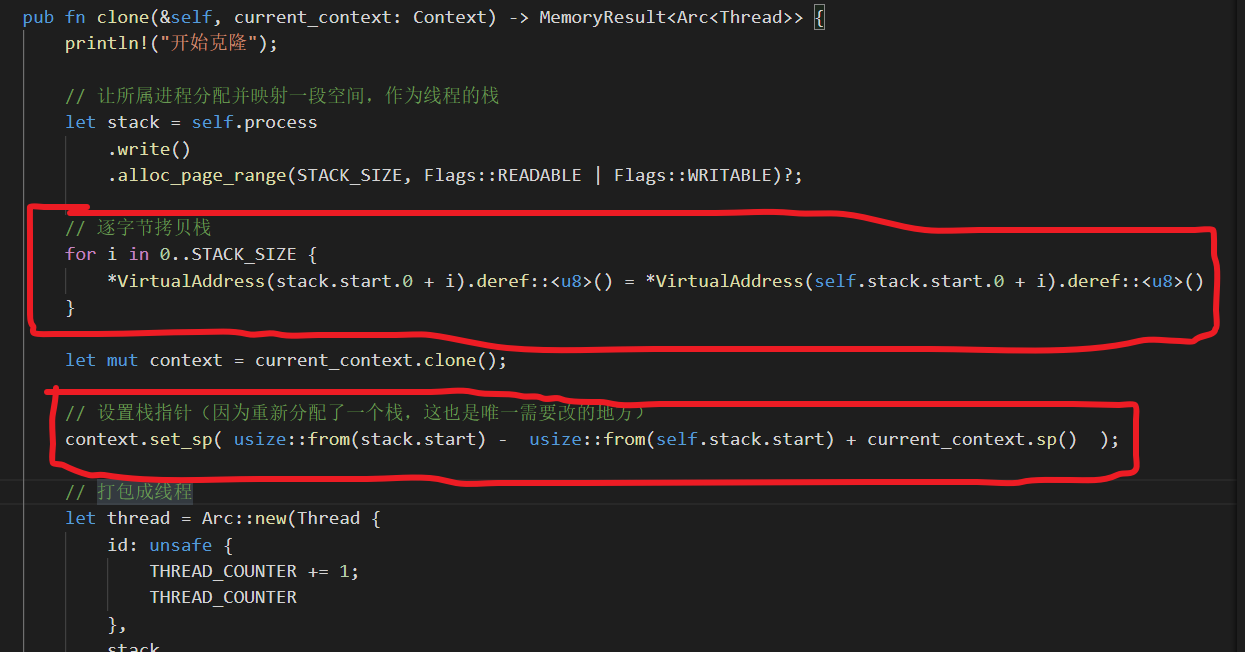 pub fn clone(&self, current_context: Context) -> MemoryResult<Arc<Thread>> {
println!("开始克隆");
// 让所属进程分配并映射一段空间，作为线程的栈
let stack = self.process
.write()
.alloc_page_range(STACK_SIZE, Flags::READABLE | Flags::WRITABLE)?;
// 逐字节拷贝栈
for i in 0..STACK_SIZE {
*VirtualAddress(stack.start.0 + i).deref::<u8>() = *VirtualAddress(self.stack.start.0 + i).deref::<u8>()
}
let mut context = current_context.clone();
// 设置栈指针（因为重新分配了一个栈，这也是唯一需要改的地方）
context.set_sp( usize::from(stack.start) -  usize::from(self.stack.start) + current_context.sp()  );
// 打包成线程
let thread = Arc::new(Thread {
id: unsafe {
THREAD_COUNTER += 1;
THREAD_COUNTER
},
stack